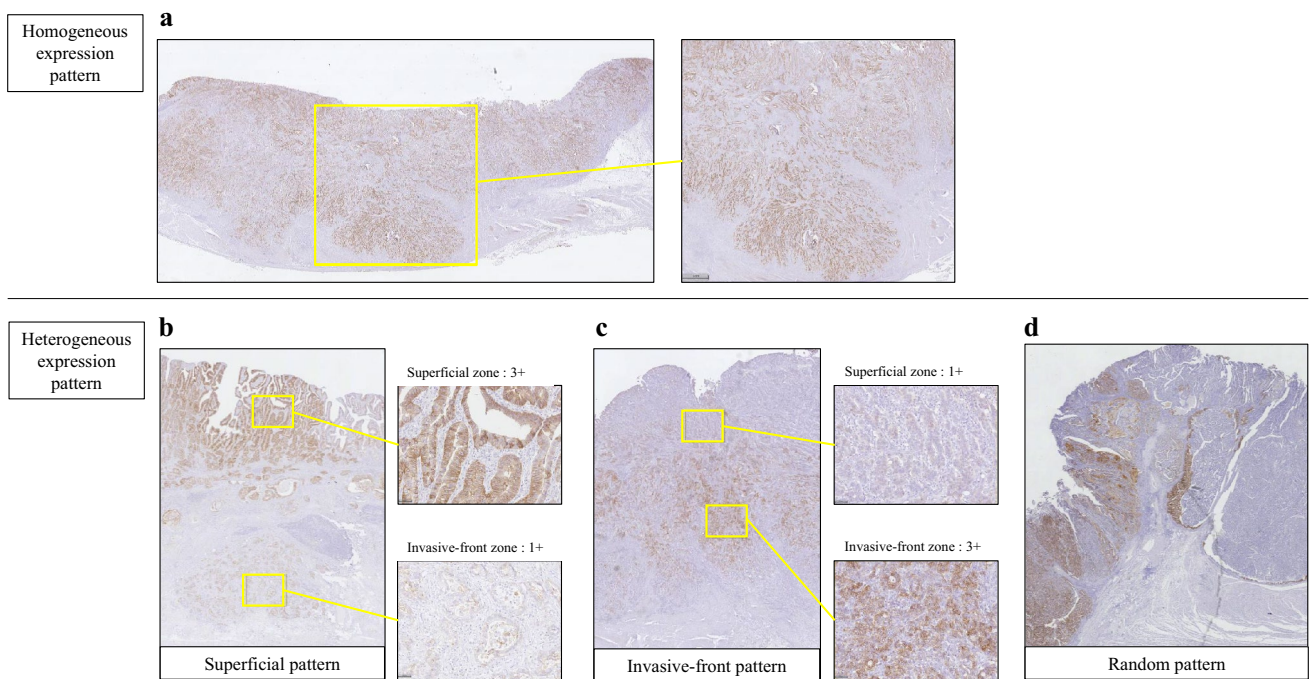 Homogeneous
expression
pattern
a
Heterogeneous
expression
pattern
b
Superficial zone : 3+
Invasive-front zone : 1+
Superficial pattern
c
Superficial zone : 1+
Invasive-front zone : 3+
Invasive-front pattern
d
Random pattern